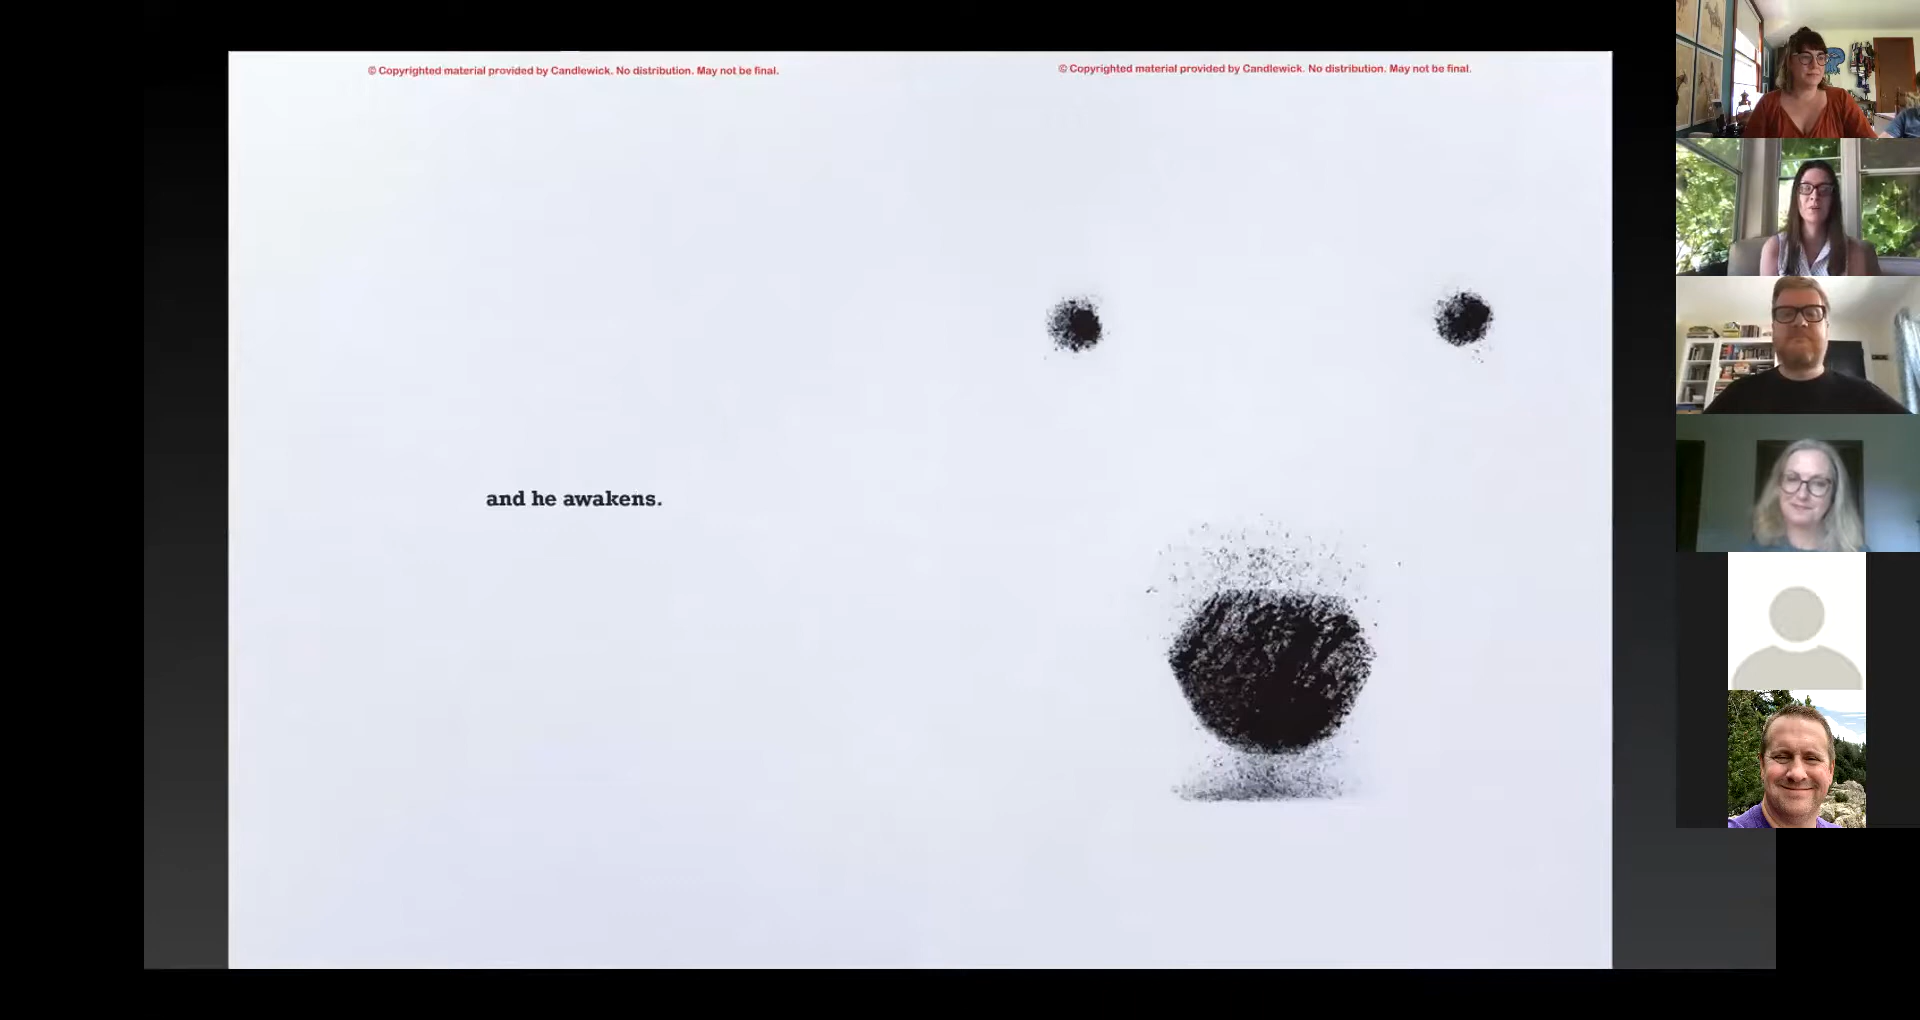 © Copyrighted material provided by Candlewick. No distribution. May not be final.
© Copyrighted material provided by Candlewick. No distribution. May not be final.
and he awakens.